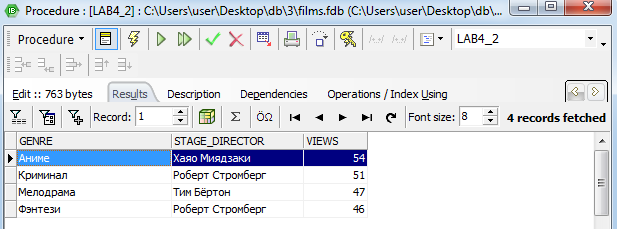 Procedure : [LAB4_2] : C:\Users\user\Desktop\db\3\films.fdb (C:\Users\user\Desktop\db\...
Procedure LAB4_2
Edit :: 763 bytes Results Description Dependencies Operations / Index Using
Record: 1 Σ ÖΩ Font size: 8 4 records fetched
GENRE STAGE_DIRECTOR VIEWS
Аниме Хаяо Миядзаки 54
Криминал Роберт Стромберг 51
Мелодрама Тим Бёртон 47
Фэнтези Роберт Стромберг 46